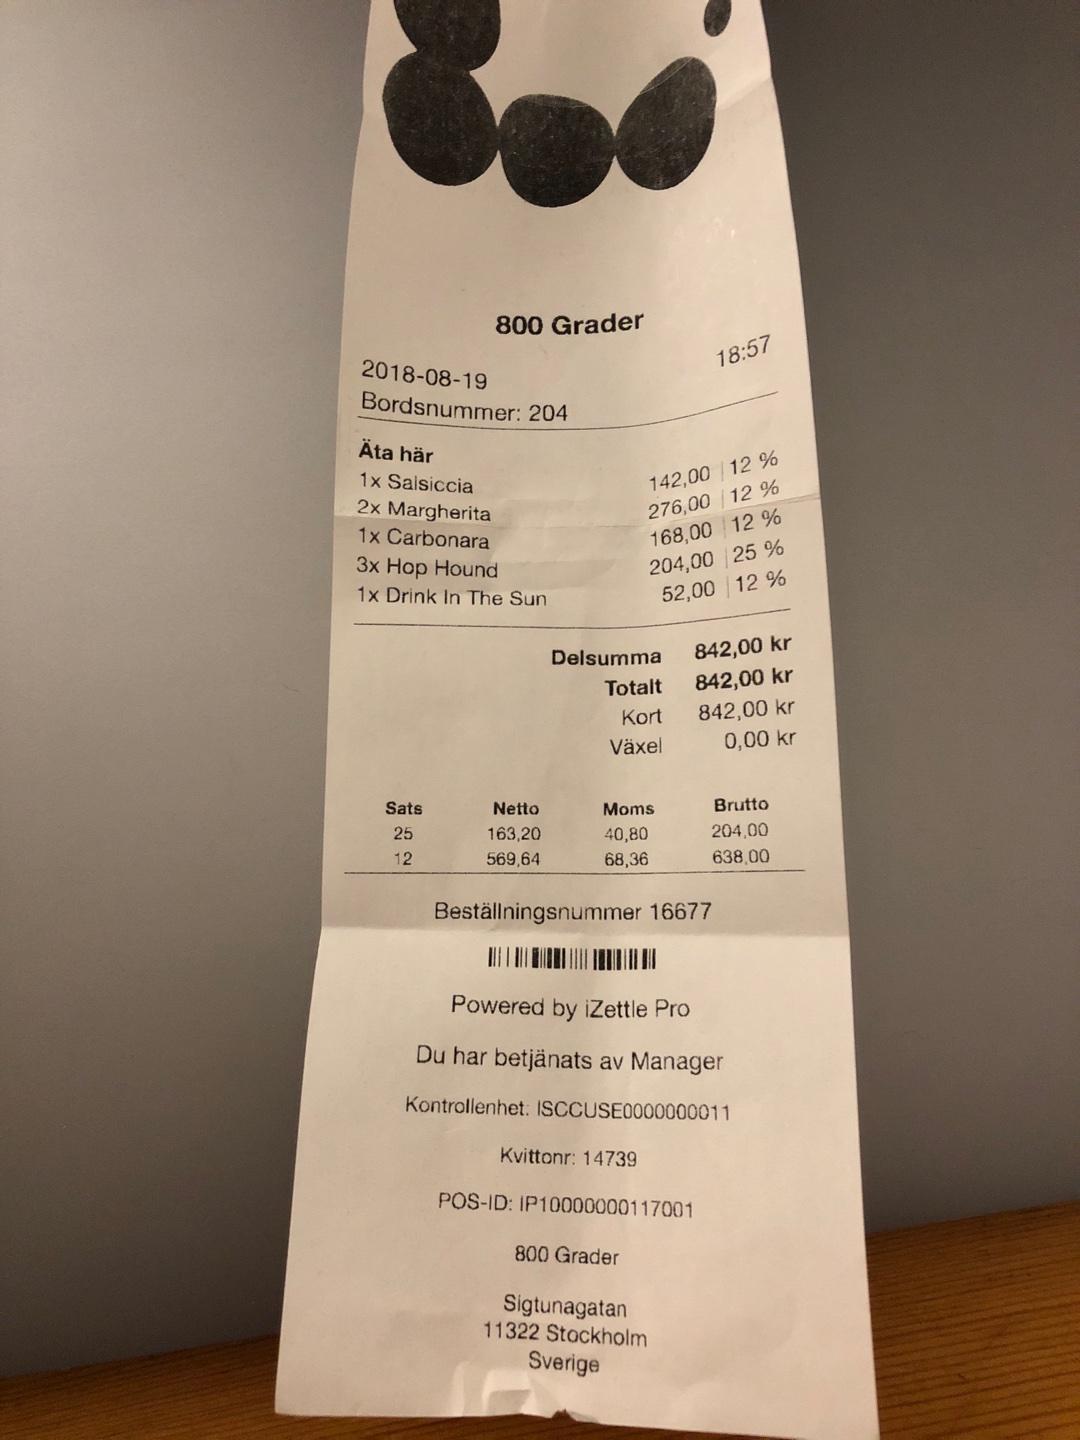 800 Grader
2018-08-19 18:57
Bordsnummer: 204
Äta här
1x Salsiccia 142,00 | 12 %
2x Margherita 276,00 | 12 %
1x Carbonara 168,00 | 12 %
3x Hop Hound 204,00 | 25 %
1x Drink In The Sun 52,00 | 12 %
Delsumma 842,00 kr
Totalt 842,00 kr
Kort 842,00 kr
Växel 0,00 kr
Sats Netto Moms Brutto
25 163,20 40,80 204,00
12 569,64 68,36 638,00
Beställningsnummer 16677
Powered by iZettle Pro
Du har betjänats av Manager
Kontrollenhet: ISCCUSE0000000011
Kvittonr: 14739
POS-ID: IP10000000117001
800 Grader
Sigtunagatan
11322 Stockholm
Sverige